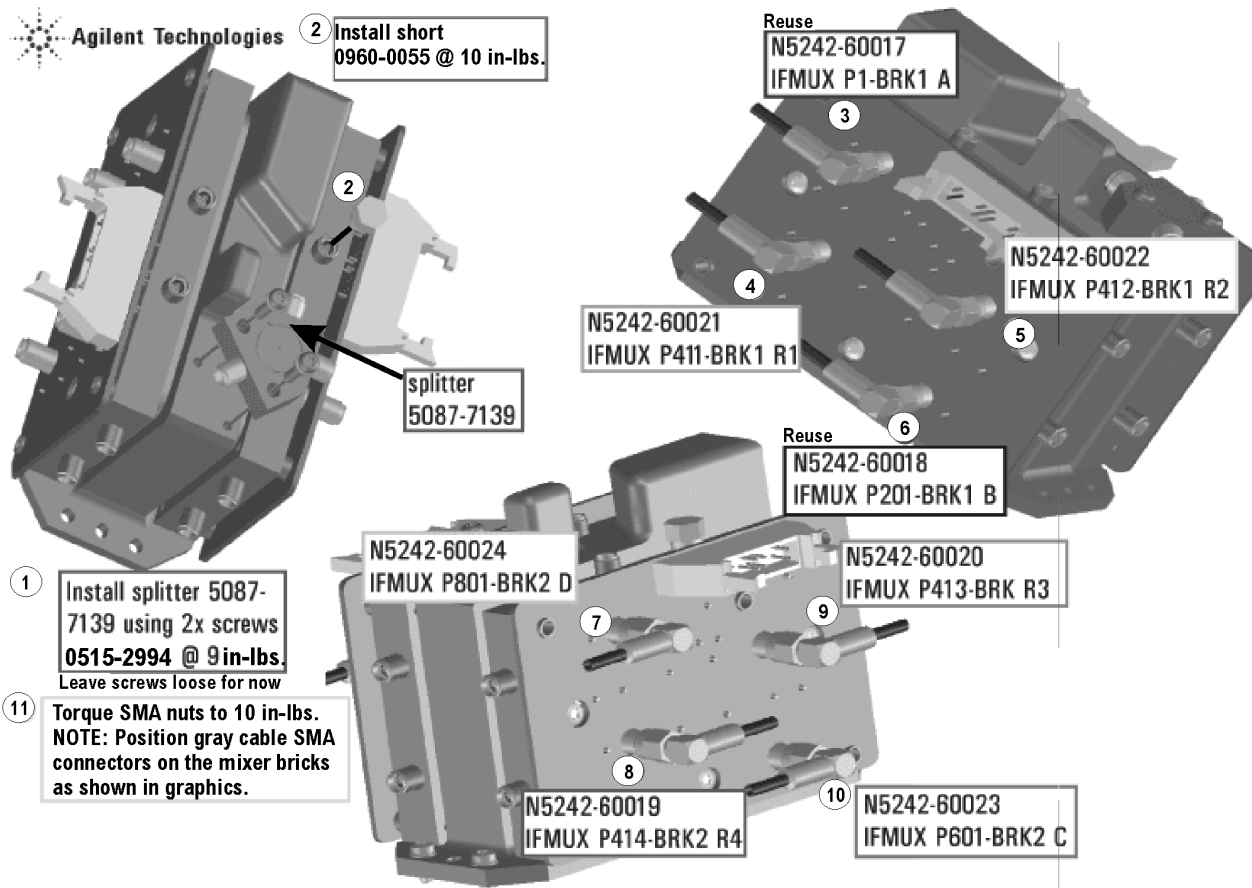 Agilent Technologies
2
Install short
0960-0055 @ 10 in-lbs.
2
splitter
5087-7139
1
Install splitter 5087-
7139 using 2x screws
0515-2994 @ 9 in-lbs.
Leave screws loose for now
11
Torque SMA nuts to 10 in-lbs.
NOTE: Position gray cable SMA
connectors on the mixer bricks
as shown in graphics.
Reuse
N5242-60017
IFMUX P1-BRK1 A
3
4
N5242-60021
IFMUX P411-BRK1 R1
N5242-60022
IFMUX P412-BRK1 R2
5
6
Reuse
N5242-60018
IFMUX P201-BRK1 B
N5242-60024
IFMUX P801-BRK2 D
7
N5242-60020
IFMUX P413-BRK R3
9
8
N5242-60019
IFMUX P414-BRK2 R4
10
N5242-60023
IFMUX P601-BRK2 C